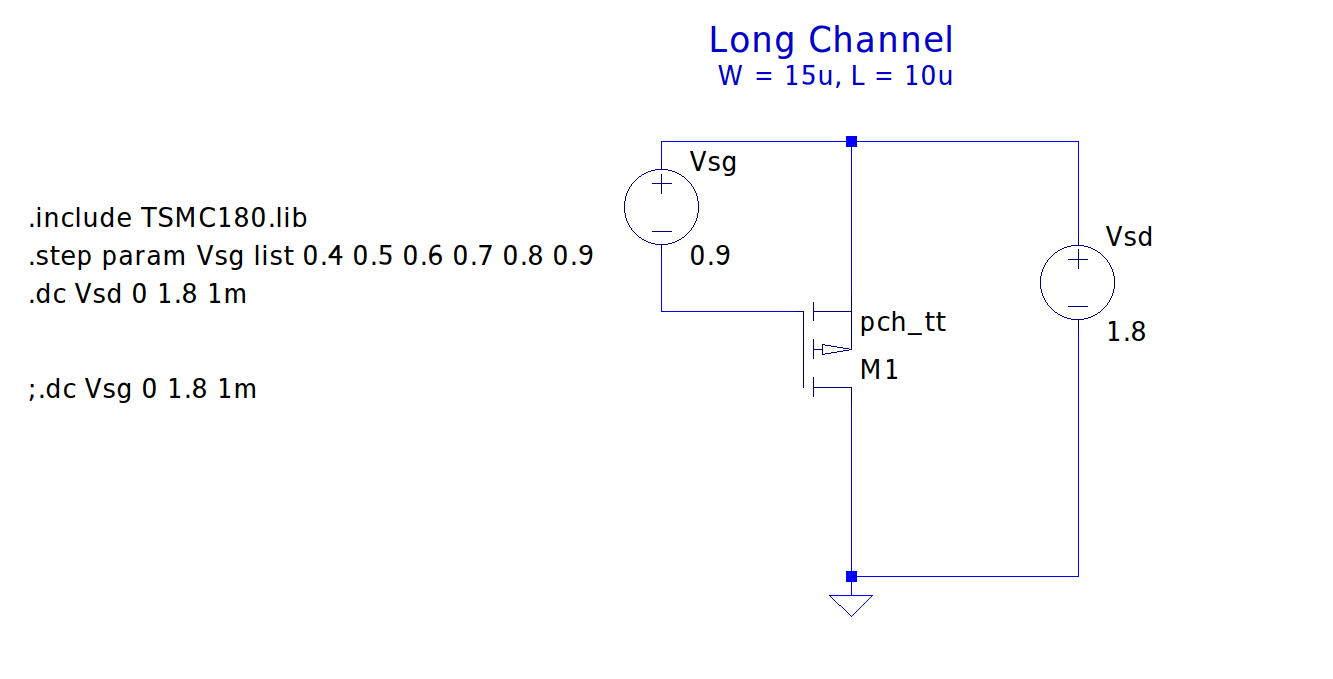 Long Channel
W = 15u, L = 10u
Vsg
.include TSMC180.lib
Vsd
.step param Vsg list 0.4 0.5 0.6 0.7 0.8 0.9
0.9
.dc Vsd 0 1.8 1m
pch_tt
1.8
M1
;.dc Vsg 0 1.8 1m